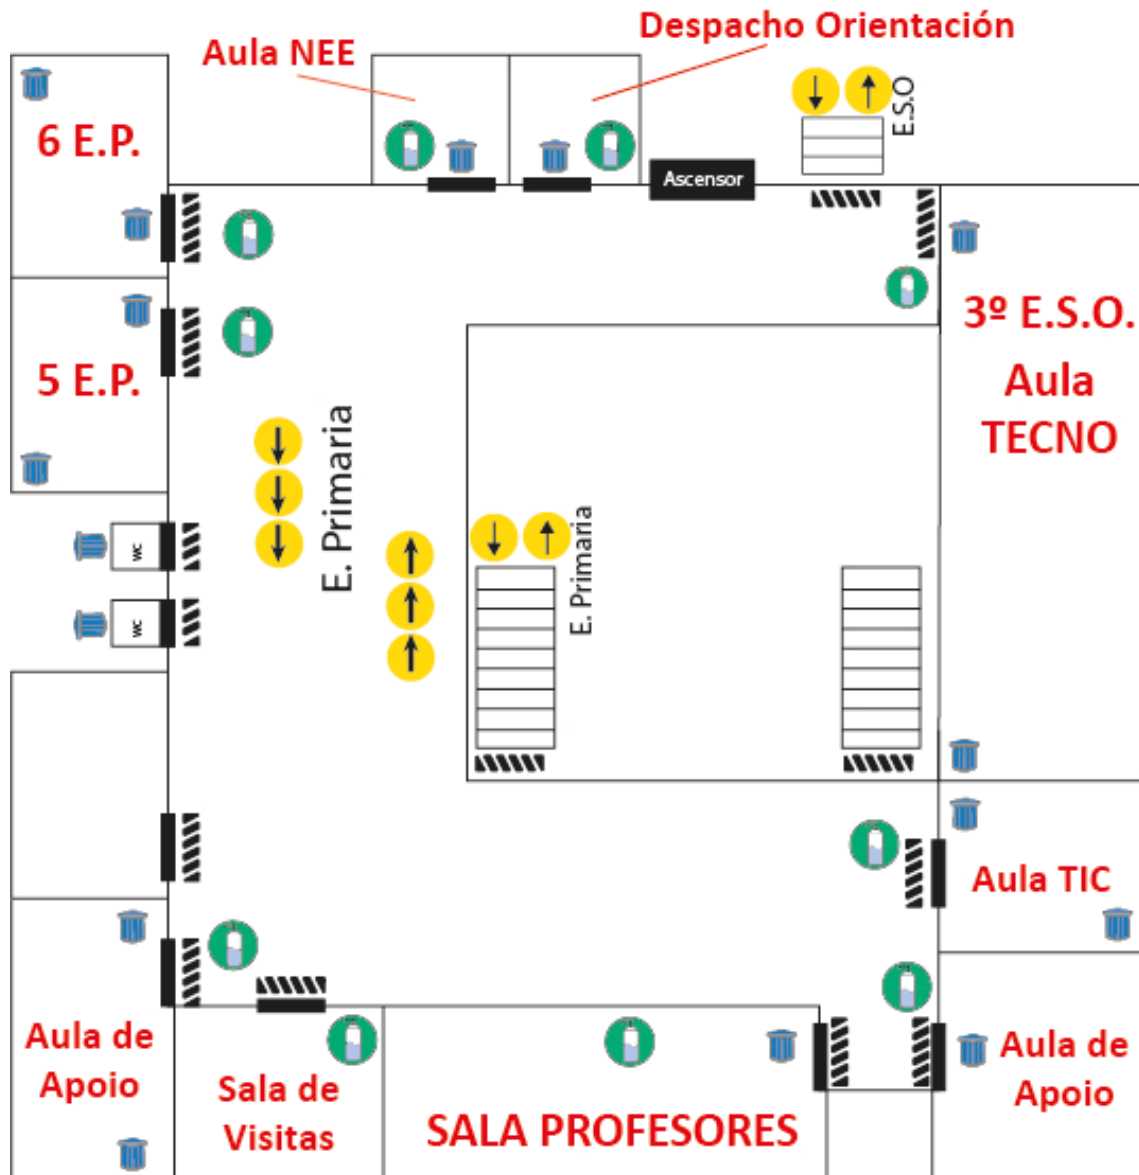 Despacho Orientación
Aula NEE
E.S.O
6 E.P.
Ascensor
3º E.S.O.
Aula
TECNO
5 E.P.
E. Primaria
E. Primaria
WC
WC
Aula TIC
Aula de
Apoio
Sala de
Visitas
SALA PROFESORES
Aula de
Apoio